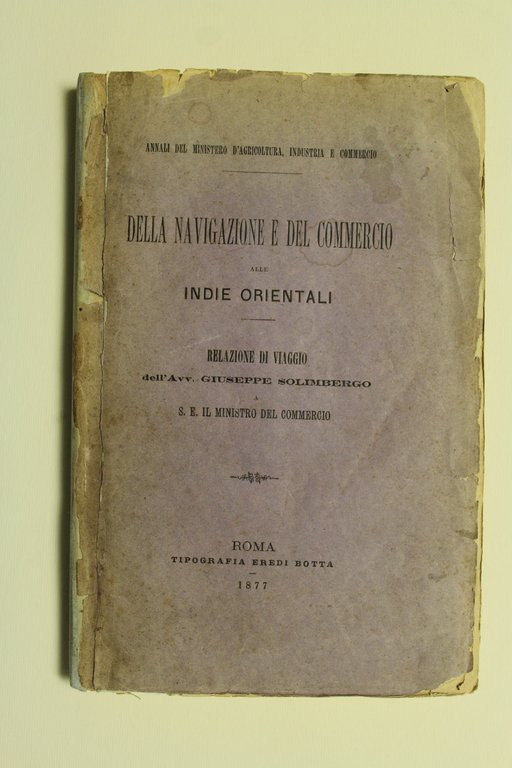 ANNALI DEL MINISTERO D'AGRICOLTURA, INDUSTRIA E COMMERCIO
DELLA NAVIGAZIONE E DEL COMMERCIO
ALLE
INDIE ORIENTALI
RELAZIONE DI VIAGGIO
dell'Avv. GIUSEPPE SOLIMBERGO
A
S. E. IL MINISTRO DEL COMMERCIO
ROMA
TIPOGRAFIA EREDI BOTTA
1877